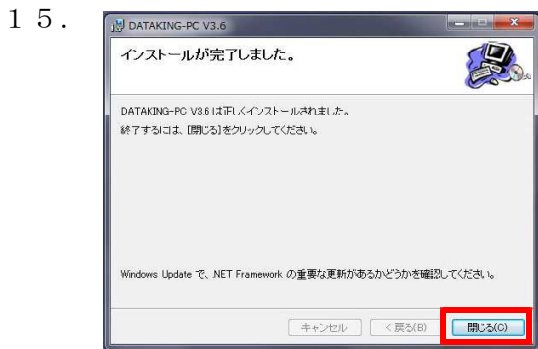 １５．
DATAKING-PC V3.6
インストールが完了しました。
DATAKING-PC V3.6 は正しくインストールされました。
終了するには、[閉じる]をクリックしてください。
Windows Update で、.NET Framework の重要な更新があるかどうかを確認してください。
キャンセル
< 戻る(B)
閉じる(C)